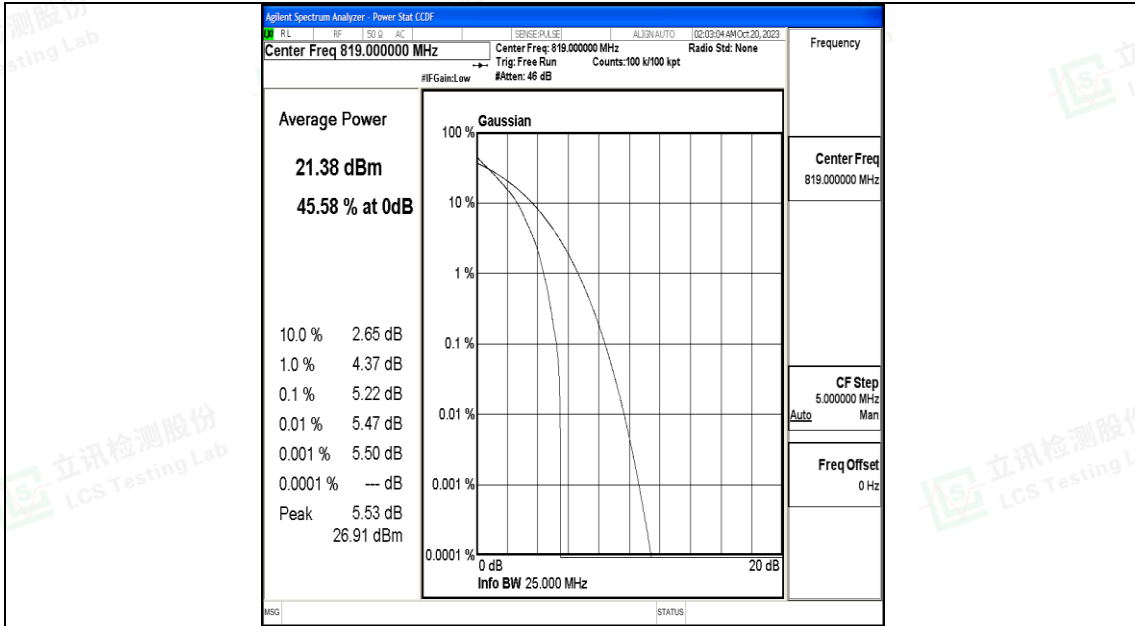 Agilent Spectrum Analyzer - Power Stat CCDF
RL RF 50 Ω AC SENSE:PULSE ALIGN AUTO 02:03:04 AM Oct 20, 2023
Center Freq 819.000000 MHz
Center Freq: 819.000000 MHz Radio Std: None
Trig: Free Run Counts:100 k/100 kpt
#IFGain:Low #Atten: 46 dB
Frequency
Average Power
21.38 dBm
45.58 % at 0dB
10.0 % 2.65 dB
1.0 % 4.37 dB
0.1 % 5.22 dB
0.01 % 5.47 dB
0.001 % 5.50 dB
0.0001 % --- dB
Peak 5.53 dB
26.91 dBm
Gaussian
100 %
10 %
1 %
0.1 %
0.01 %
0.001 %
0.0001 %
0 dB 20 dB
Info BW 25.000 MHz
Center Freq
819.000000 MHz
CF Step
5.000000 MHz
Auto Man
Freq Offset
0 Hz
MSG STATUS
立讯检测股份
LCS Testing Lab
立讯检测股份
LCS Testing L